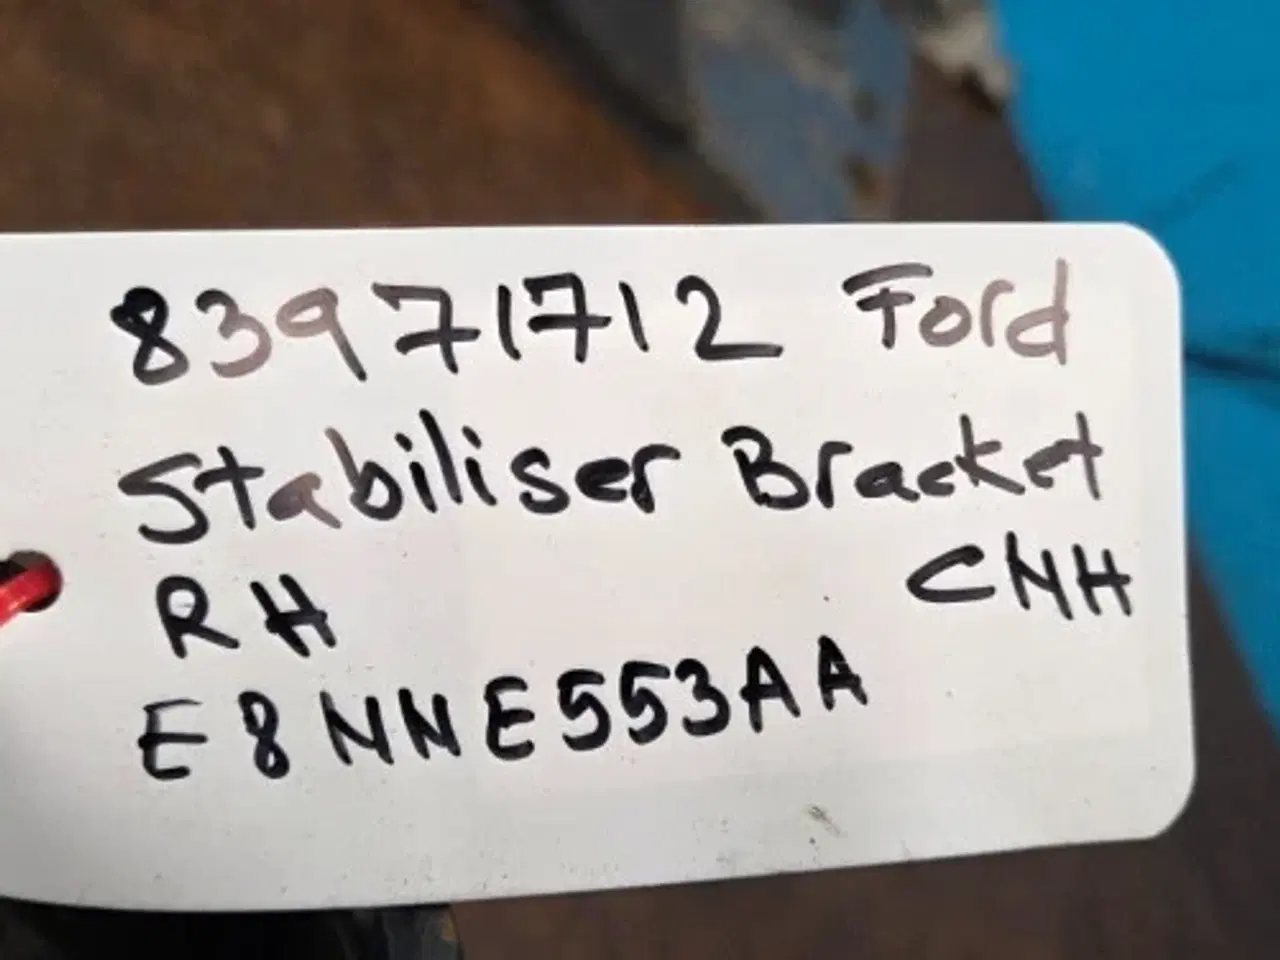 83971712 Ford
Stabiliser Bracket
RH CNH
E8NNE553AA